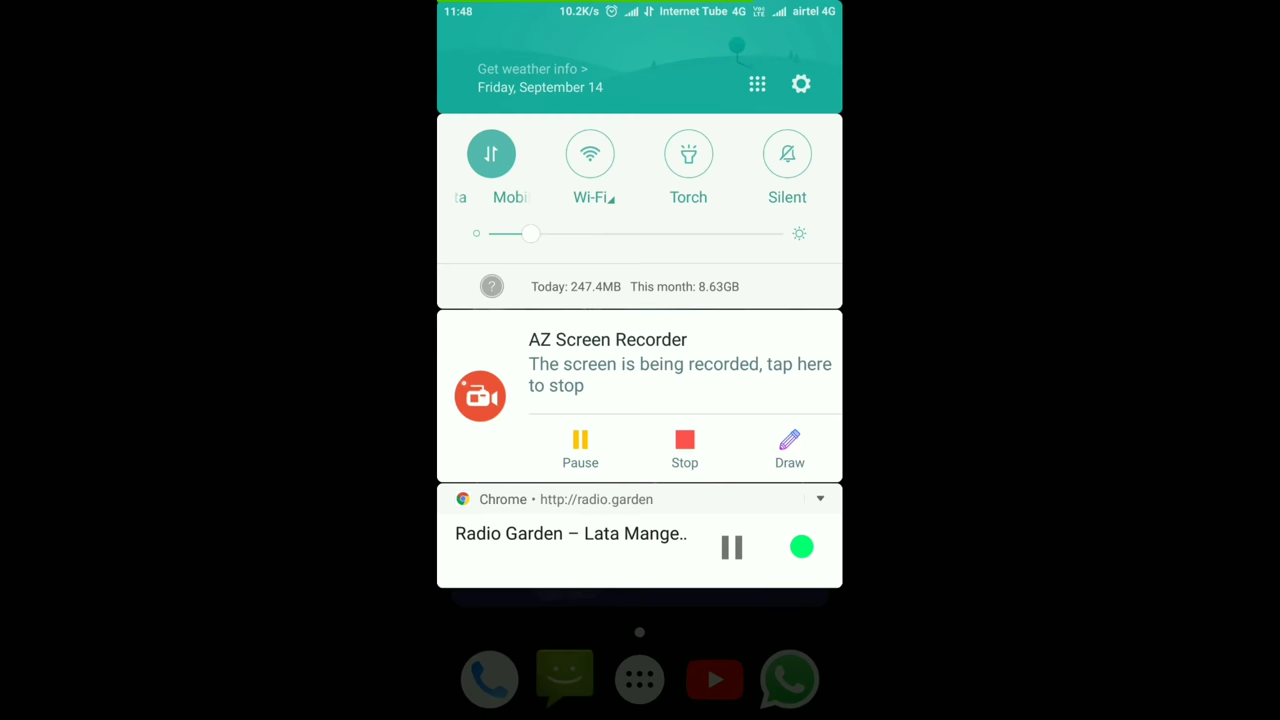 11:48 10.2K/s Internet Tube 4G VoLTE airtel 4G
Get weather info >
Friday, September 14
ta Mobi Wi-Fi Torch Silent
? Today: 247.4MB This month: 8.63GB
AZ Screen Recorder
The screen is being recorded, tap here
to stop
Pause Stop Draw
Chrome • http://radio.garden
Radio Garden – Lata Mange..